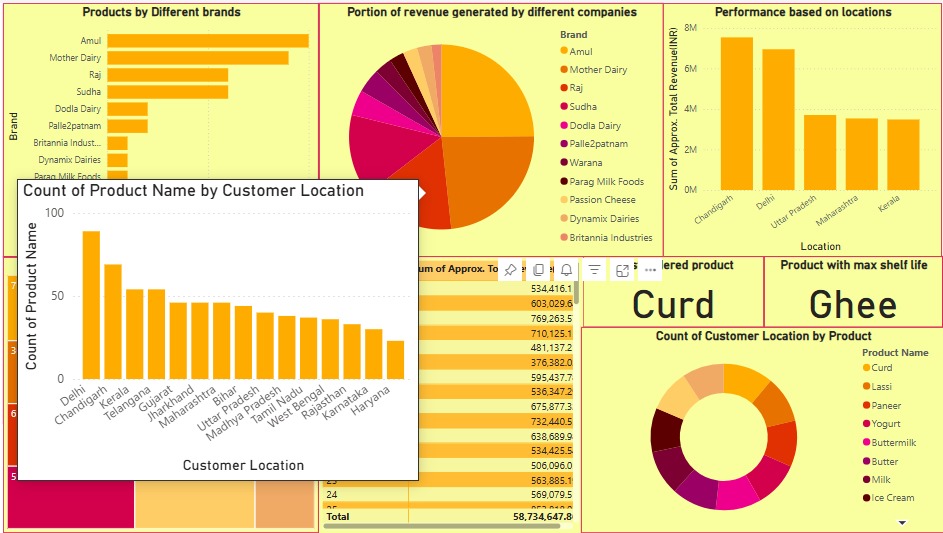 Products by Different brands
Brand
Amul
Mother Dairy
Raj
Sudha
Dodla Dairy
Palle2patnam
Britannia Indust...
Dynamix Dairies
Parag Milk Foods
Portion of revenue generated by different companies
Brand
Amul
Mother Dairy
Raj
Sudha
Dodla Dairy
Palle2patnam
Warana
Parag Milk Foods
Passion Cheese
Dynamix Dairies
Britannia Industries
Performance based on locations
Sum of Approx. Total Revenue(INR)
8M
6M
4M
2M
0M
Chandigarh
Delhi
Uttar Pradesh
Maharashtra
Kerala
Location
Count of Product Name by Customer Location
Count of Product Name
100
50
0
Delhi
Chandigarh
Kerala
Telangana
Gujarat
Jharkhand
Maharashtra
Bihar
Uttar Pradesh
Madhya Pradesh
Tamil Nadu
West Bengal
Rajasthan
Karnataka
Haryana
Customer Location
7
3
6
5
um of Approx. To
534,416.1
603,029.6
769,263.5
710,125.1
481,137.2
376,382.0
595,437.7
536,347.2
675,877.3
732,440.5
638,689.9
534,425.5
506,096.0
563,885.1
24
569,079.5
Total
58,734,647.8
dered product
Curd
Product with max shelf life
Ghee
Count of Customer Location by Product
Product Name
Curd
Lassi
Paneer
Yogurt
Buttermilk
Butter
Milk
Ice Cream